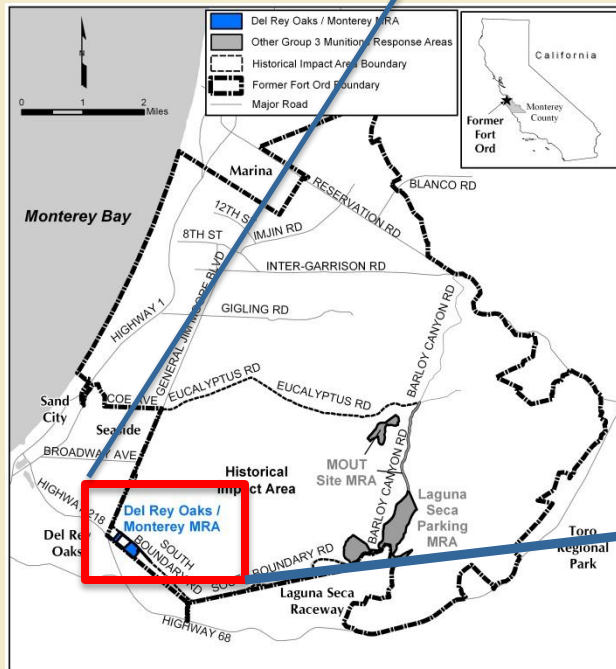 Del Rey Oaks / Monterey MRA
Other Group 3 Munitions Response Areas
Historical Impact Area Boundary
Former Fort Ord Boundary
Major Road
N
0 1 2
Miles
California
Monterey
County
Former
Fort
Ord
Marina
RESERVATION RD
BLANCO RD
Monterey Bay
12TH ST
IMJIN RD
8TH ST
INTER-GARRISON RD
HIGHWAY 1
GENERAL JIM MOORE BLVD
GIGLING RD
BARLOY CANYON RD
Sand
City
COE AVE
EUCALYPTUS RD
EUCALYPTUS RD
Seaside
BROADWAY AVE
Historical
Impact Area
MOUT
Site MRA
BARLOY CANYON RD
HIGHWAY 218
Del Rey Oaks /
Monterey MRA
Laguna
Seca
Parking
MRA
Del Rey
Oaks
SOUTH
BOUNDARY RD
SOUTH BOUNDARY RD
Toro
Regional
Park
Laguna Seca
Raceway
HIGHWAY 68